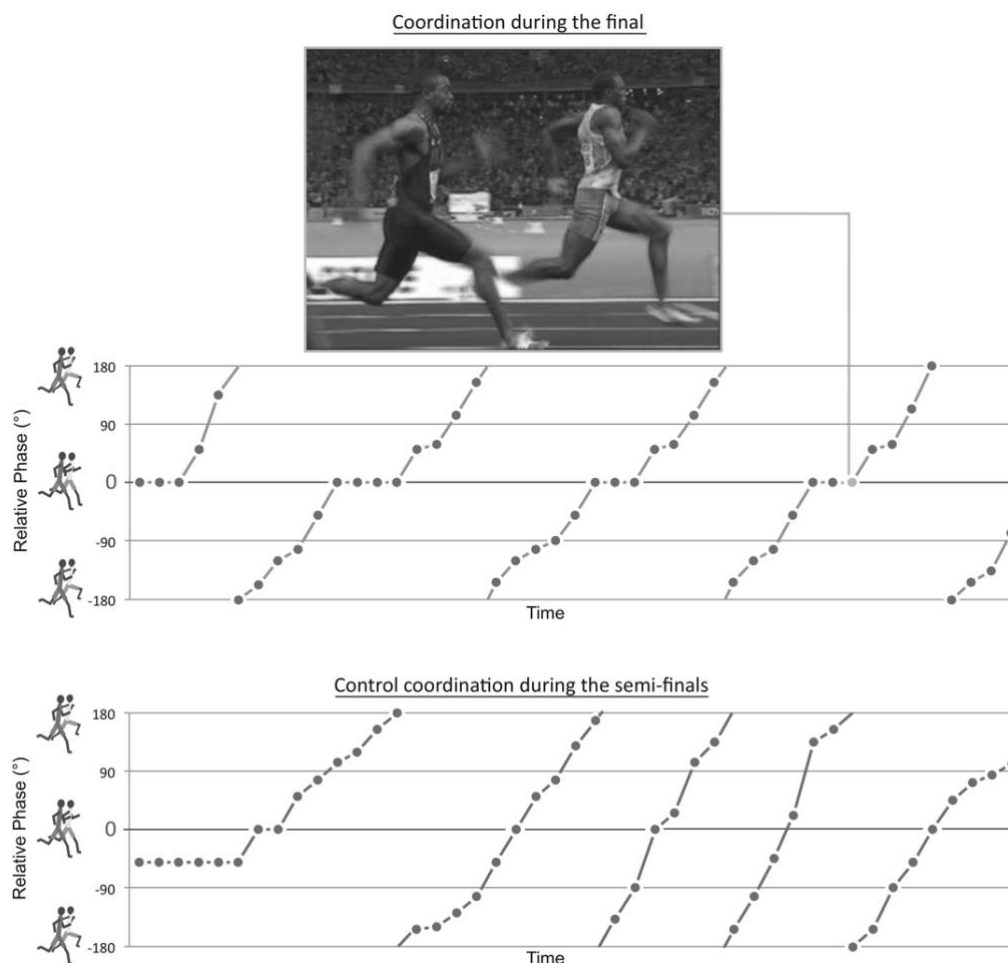 Coordination during the final
180
90
0
-90
-180
Relative Phase (°)
Time
Control coordination during the semi-finals
180
90
0
-90
-180
Relative Phase (°)
Time